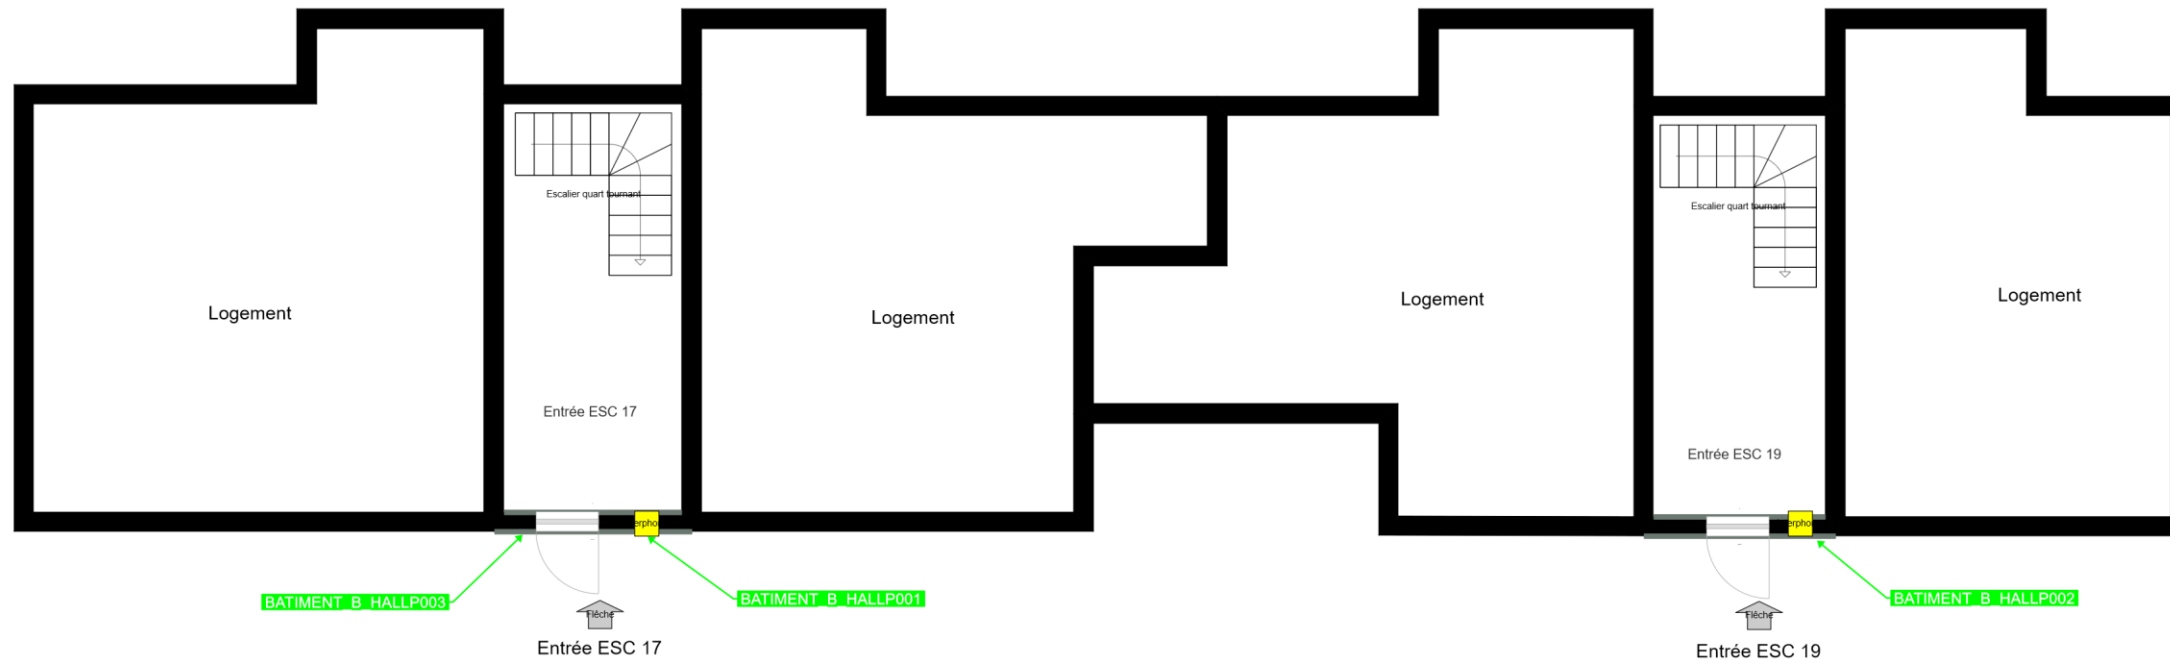 Escalier quart tournant
Escalier quart tournant
Logement
Logement
Logement
Logement
Entrée ESC 17
Entrée ESC 19
erpho
erpho
BATIMENT_B_HALLP003
BATIMENT_B_HALLP001
BATIMENT_B_HALLP002
Flèche
Flèche
Entrée ESC 17
Entrée ESC 19